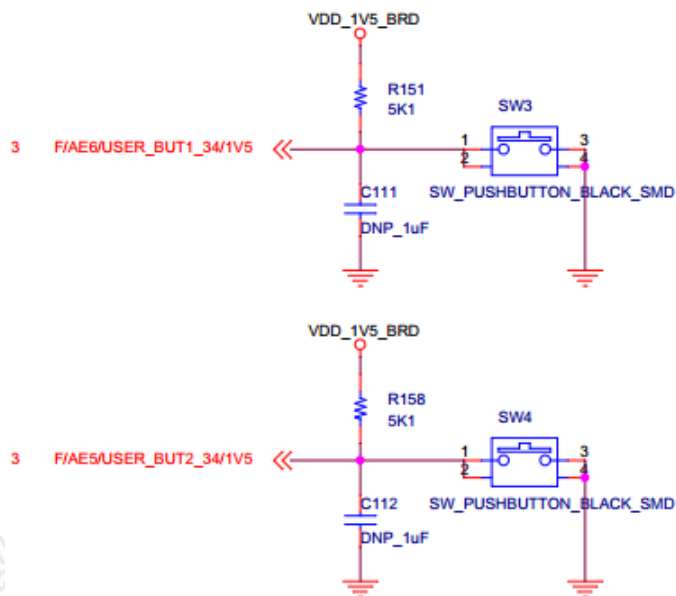 VDD_1V5_BRD
R151
5K1
SW3
3 F/AE6/USER_BUT1_34/1V5
1 3
2 4
C111 SW_PUSHBUTTON_BLACK_SMD
DNP_1uF
VDD_1V5_BRD
R158
5K1
SW4
3 F/AE5/USER_BUT2_34/1V5
1 3
2 4
C112 SW_PUSHBUTTON_BLACK_SMD
DNP_1uF